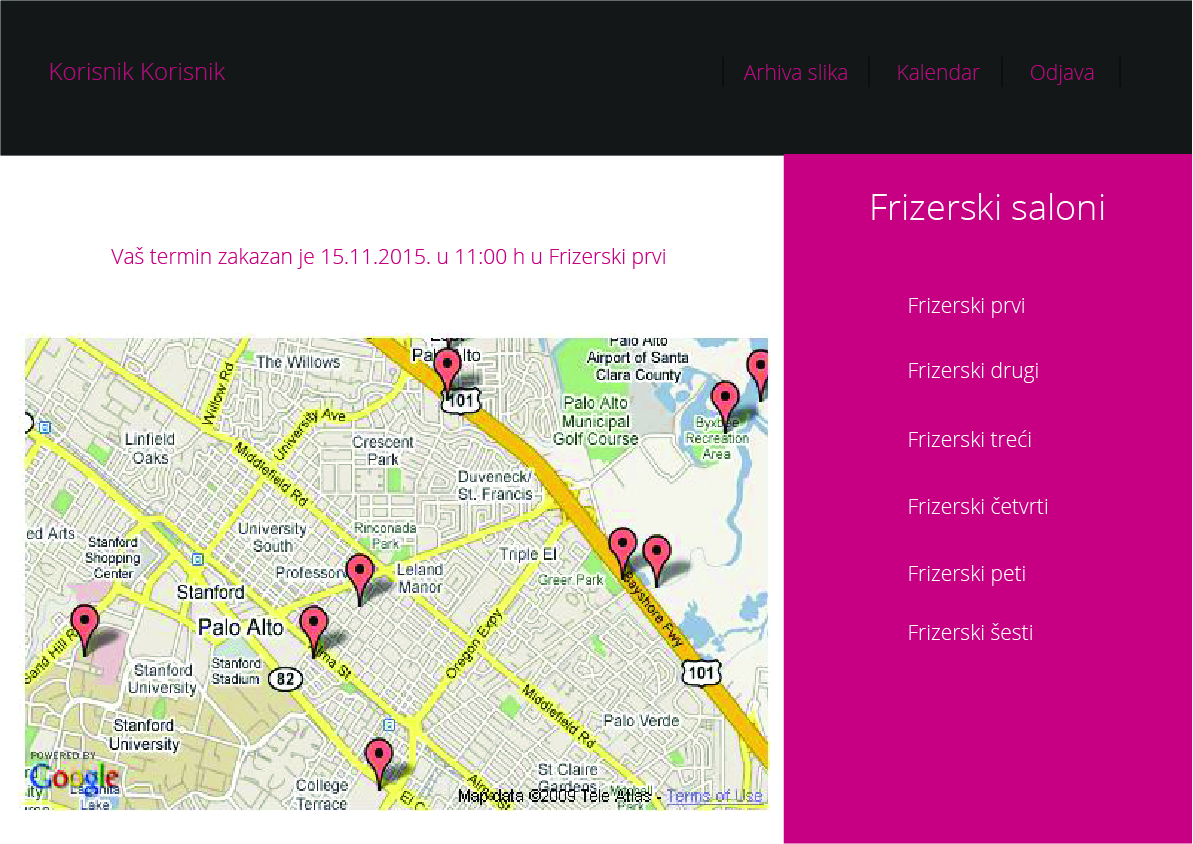 Korisnik Korisnik
Arhiva slika
Kalendar
Odjava
Frizerski saloni
Vaš termin zakazan je 15.11.2015. u 11:00 h u Frizerski prvi
Frizerski prvi
Frizerski drugi
Frizerski treći
Frizerski četvrti
Frizerski peti
Frizerski šesti
The Willows
Palo Alto
Airport of Santa
Clara County
Willow Rd
101
University Ave
Palo Alto
Municipal
Golf Course
Byxbee
Recreation
Area
Linfield
Oaks
Crescent
Park
Middlefield Rd
Duveneck/
St. Francis
ed Arts
Stanford
Shopping
Center
University
South
Rinconada
Park
Triple El
Professorv
Leland
Manor
Greer Park
Stanford
Bayshore Fwy
Palo Alto
Sand Hill R
ma St
Oregon Expy
Stanford
University
Stanford
Stadium
82
101
Middlefield Rd
Palo Verde
Stanford
University
POWERED BY
Google
St Claire
Gardens
College
Terrace
El C
Lagunita
Lake
Map data ©2009 Tele Atlas - Terms of Use